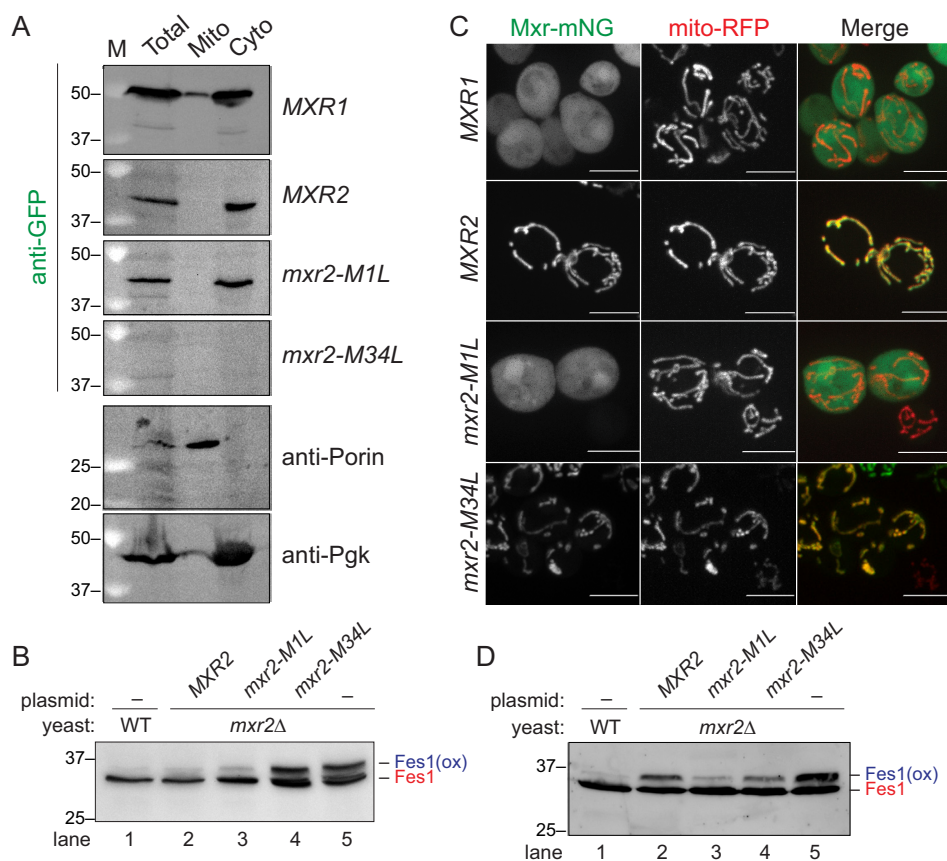 A
M Total Mito Cyto
anti-GFP
50–
37–
MXR1
50–
37–
MXR2
50–
37–
mxr2-M1L
50–
37–
mxr2-M34L
25–
20–
anti-Porin
50–
37–
anti-Pgk
C
Mxr-mNG mito-RFP Merge
MXR1
MXR2
mxr2-M1L
mxr2-M34L
B
plasmid: – MXR2 mxr2-M1L mxr2-M34L –
yeast: WT mxr2Δ
37–
25–
Fes1(ox)
Fes1
lane 1 2 3 4 5
D
plasmid: – MXR2 mxr2-M1L mxr2-M34L –
yeast: WT mxr2Δ
37–
25–
Fes1(ox)
Fes1
lane 1 2 3 4 5